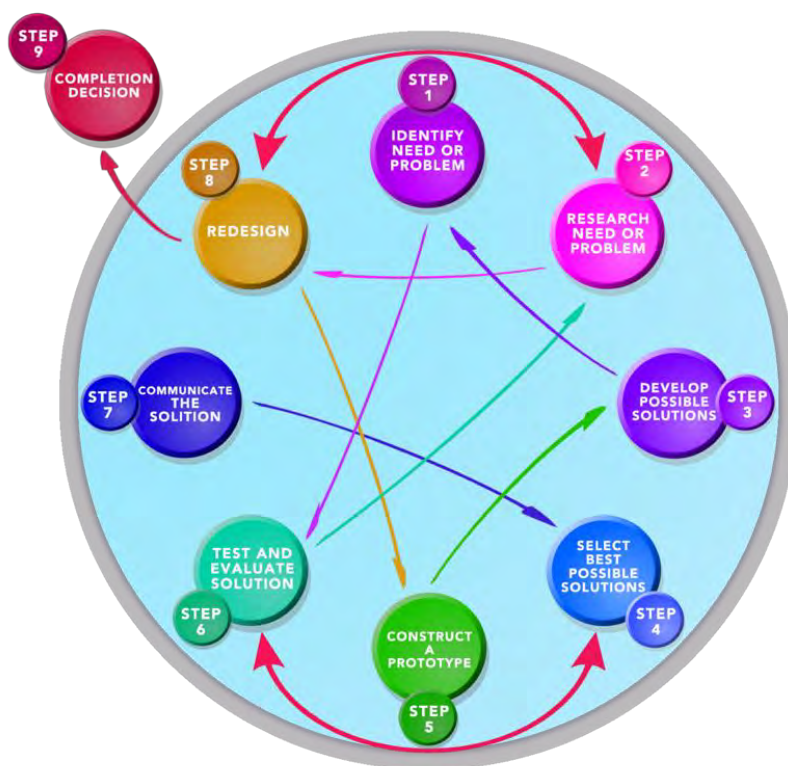 STEP
1
IDENTIFY
NEED OR
PROBLEM
STEP
2
RESEARCH
NEED OR
PROBLEM
DEVELOP
POSSIBLE
SOLUTIONS
STEP
3
SELECT
BEST
POSSIBLE
SOLUTIONS
STEP
4
CONSTRUCT
A
PROTOTYPE
STEP
5
TEST AND
EVALUATE
SOLUTION
STEP
6
COMMUNICATE
THE
SOLITION
STEP
7
STEP
8
REDESIGN
STEP
9
COMPLETION
DECISION